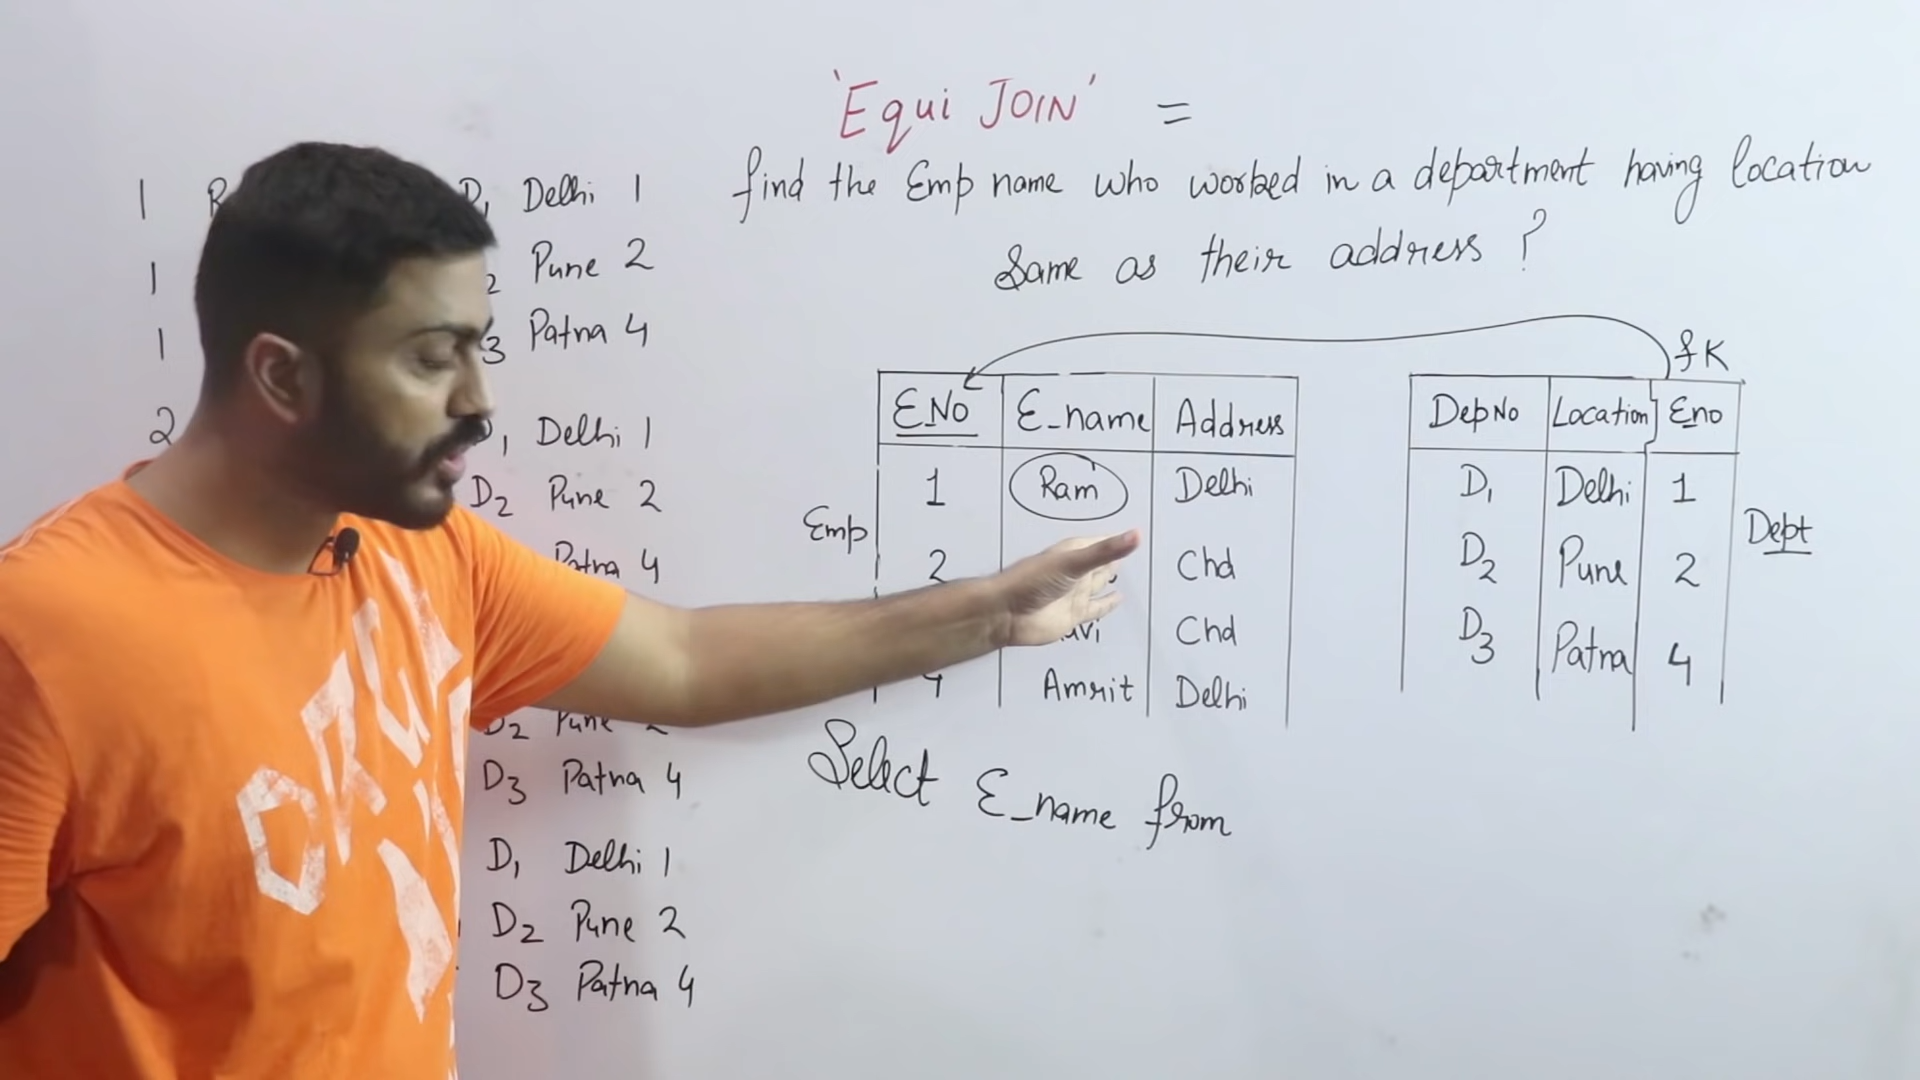 'Equi JOIN' =
find the Emp name who worked in a department having location
Same as their address ?
1 D1 Delhi 1
1 2 Pune 2
1 3 Patna 4
2 D1 Delhi 1
D2 Pune 2
Patna 4
D2 Pune 2
D3 Patna 4
D1 Delhi 1
D2 Pune 2
D3 Patna 4
fK
E.No E_name Address
1 Ram Delhi
2 Chd
Chd
4 Amrit Delhi
Emp
DepNo Location Eno
D1 Delhi 1
D2 Pune 2
D3 Patna 4
Dept
Select E_name from